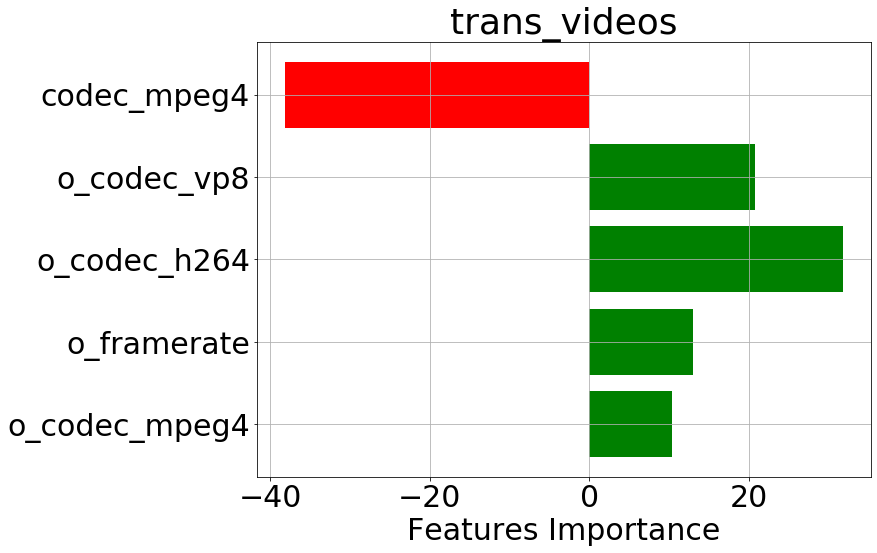 trans_videos
codec_mpeg4
o_codec_vp8
o_codec_h264
o_framerate
o_codec_mpeg4
−40 −20 0 20
Features Importance